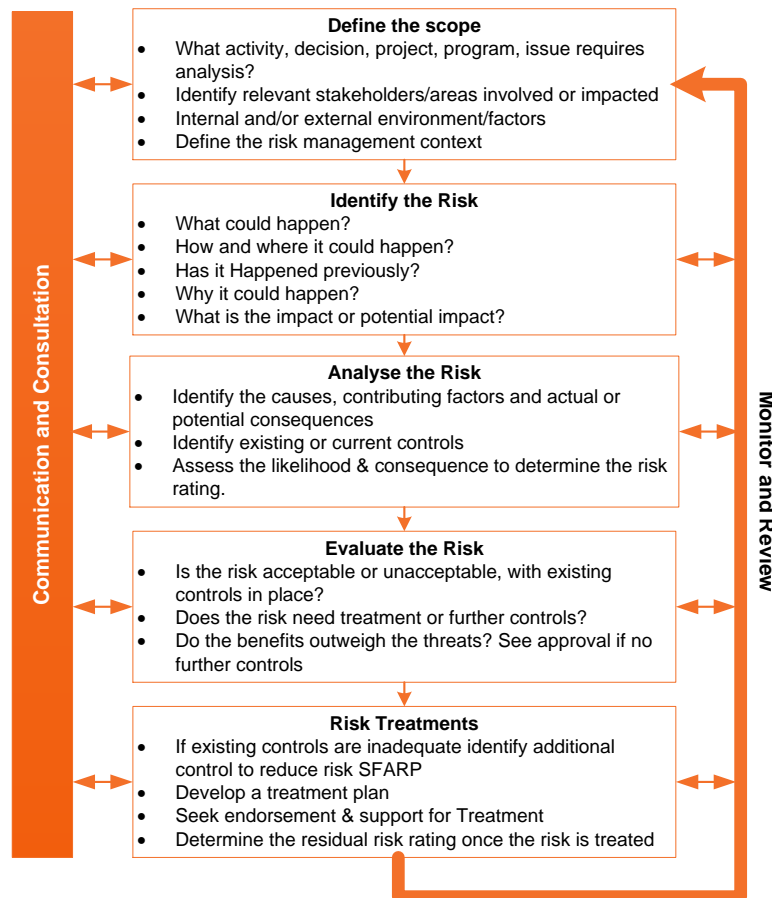 Define the scope
• What activity, decision, project, program, issue requires
analysis?
• Identify relevant stakeholders/areas involved or impacted
• Internal and/or external environment/factors
• Define the risk management context
Identify the Risk
• What could happen?
• How and where it could happen?
• Has it Happened previously?
• Why it could happen?
• What is the impact or potential impact?
Analyse the Risk
• Identify the causes, contributing factors and actual or
potential consequences
• Identify existing or current controls
• Assess the likelihood & consequence to determine the risk
rating.
Evaluate the Risk
• Is the risk acceptable or unacceptable, with existing
controls in place?
• Does the risk need treatment or further controls?
• Do the benefits outweigh the threats? See approval if no
further controls
Risk Treatments
• If existing controls are inadequate identify additional
control to reduce risk SFARP
• Develop a treatment plan
• Seek endorsement & support for Treatment
• Determine the residual risk rating once the risk is treated
Communication and Consultation
Monitor and Review